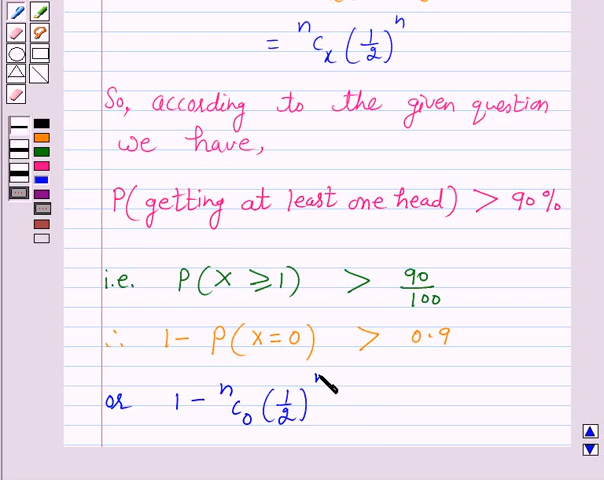 = ⁿCₓ (1/2)ⁿ
So, according to the given question
we have,
P(getting at least one head) > 90%
i.e. P(X ≥ 1) > 90/100
∴ 1 - P(X=0) > 0.9
or 1 - ⁿC₀ (1/2)ⁿ